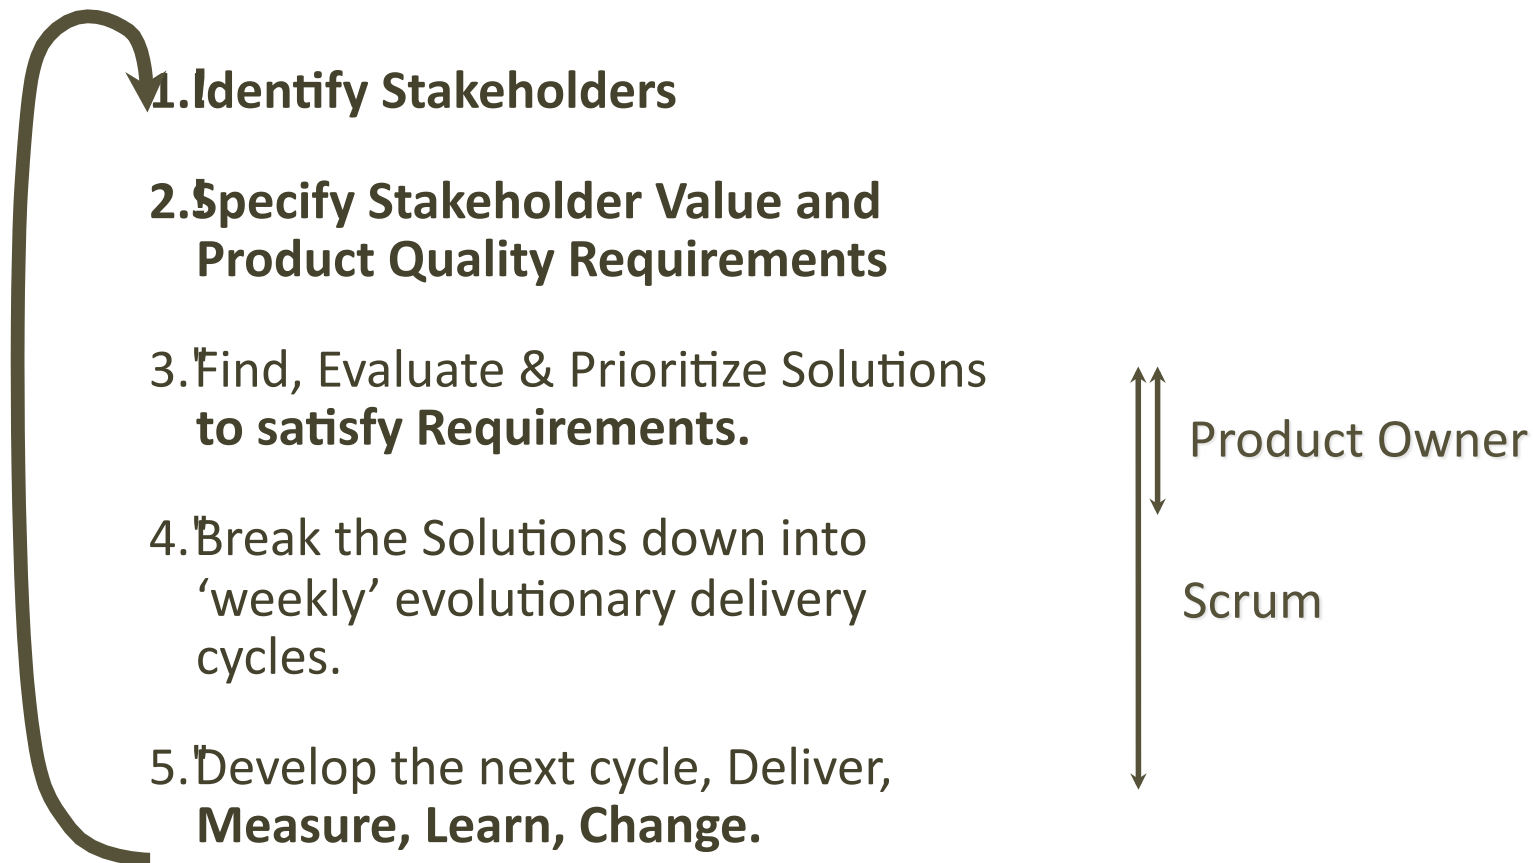 1. Identify Stakeholders
2. Specify Stakeholder Value and
Product Quality Requirements
3. Find, Evaluate & Prioritize Solutions
to satisfy Requirements.
Product Owner
4. Break the Solutions down into
‘weekly’ evolutionary delivery
cycles.
Scrum
5. Develop the next cycle, Deliver,
Measure, Learn, Change.